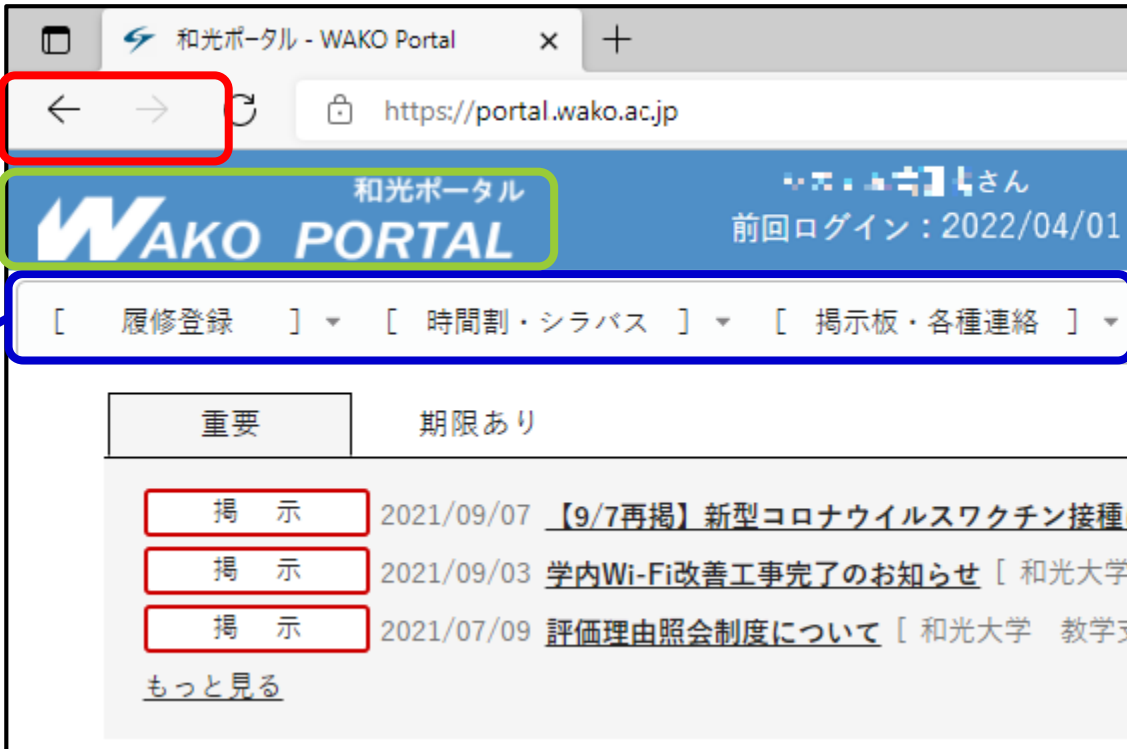 和光ポータル - WAKO Portal
https://portal.wako.ac.jp
和光ポータル
WAKO PORTAL
さん
前回ログイン：2022/04/01
[ 履修登録 ] [ 時間割・シラバス ] [ 掲示板・各種連絡 ]
重要 期限あり
掲 示 2021/09/07 【9/7再掲】新型コロナウイルスワクチン接種
掲 示 2021/09/03 学内Wi-Fi改善工事完了のお知らせ [ 和光大学
掲 示 2021/07/09 評価理由照会制度について [ 和光大学 教学
もっと見る